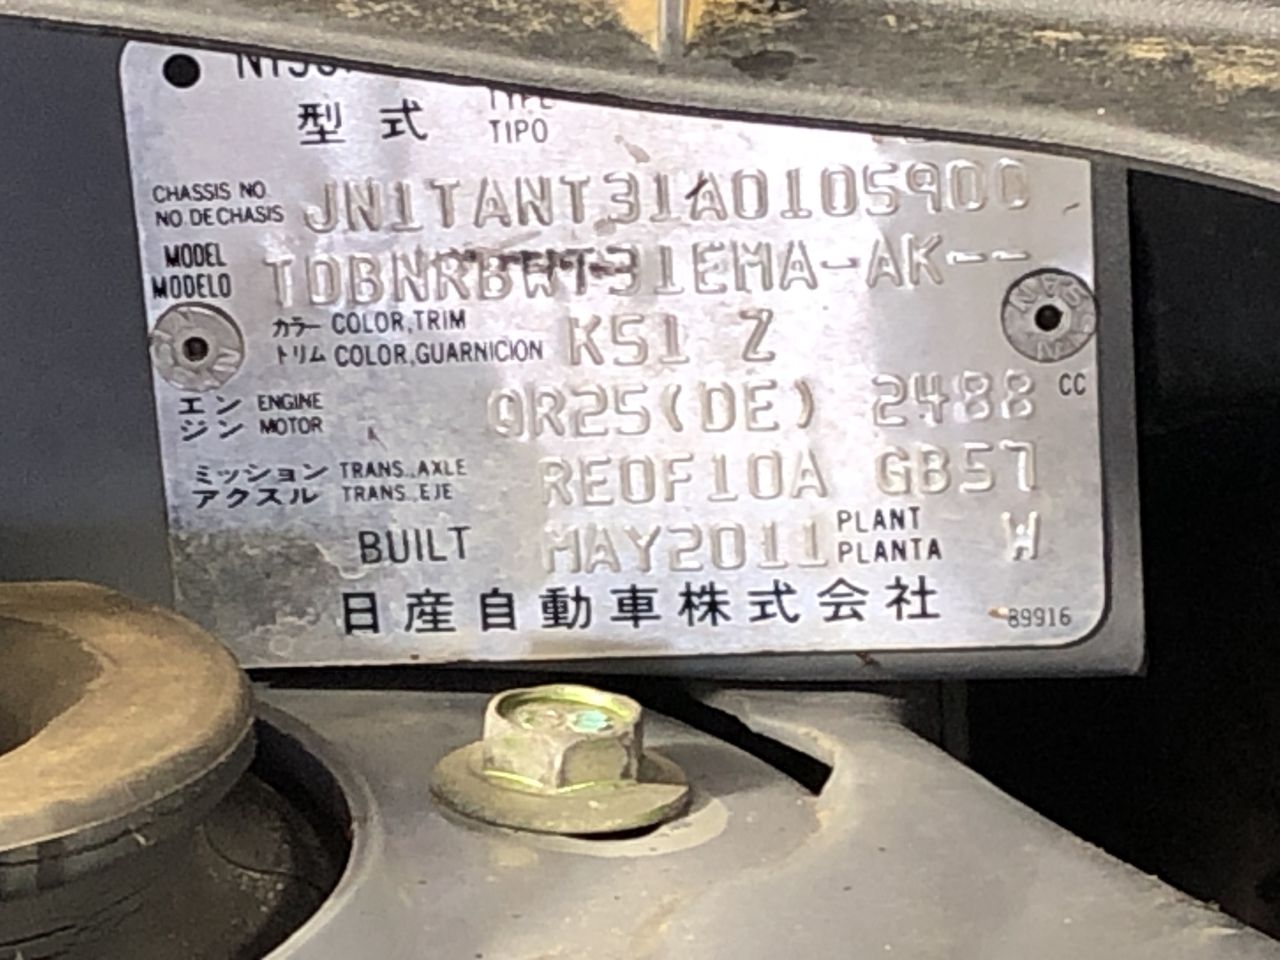 NISSAN
型式 TYPE
TIPO
CHASSIS NO.
NO. DE CHASIS JN1TANT31A0105900
MODEL
MODELO TDBNRBWT31EMA-AK--
カラー COLOR,TRIM
トリム COLOR,GUARNICION K51 Z
エンジン ENGINE
MOTOR QR25(DE) 2488 CC
ミッション TRANS.,AXLE
アクスル TRANS. EJE RE0F10A GB57
BUILT MAY2011 PLANT
PLANTA W
日産自動車株式会社 89916